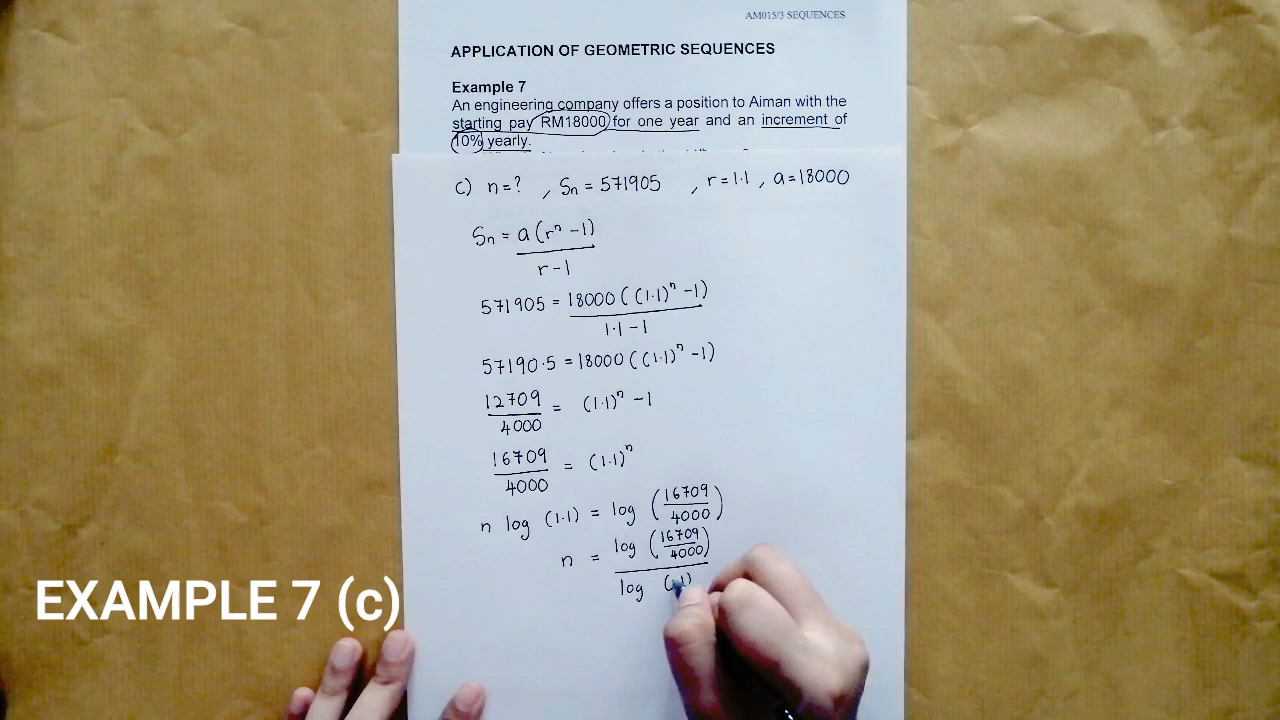 AM015/3 SEQUENCES
APPLICATION OF GEOMETRIC SEQUENCES
Example 7
An engineering company offers a position to Aiman with the
starting pay RM18000 for one year and an increment of
10% yearly.
c) n = ? , Sn = 571905 , r = 1·1 , a = 18000
Sn = a (rⁿ - 1)
r - 1
571905 = 18000 ( (1·1)ⁿ - 1)
1·1 - 1
57190·5 = 18000 ( (1·1)ⁿ - 1)
12709
4000
= (1·1)ⁿ - 1
16709
4000
= (1·1)ⁿ
n log (1·1) = log (16709
4000)
n = log (16709
4000)
log (1·1)
EXAMPLE 7 (c)